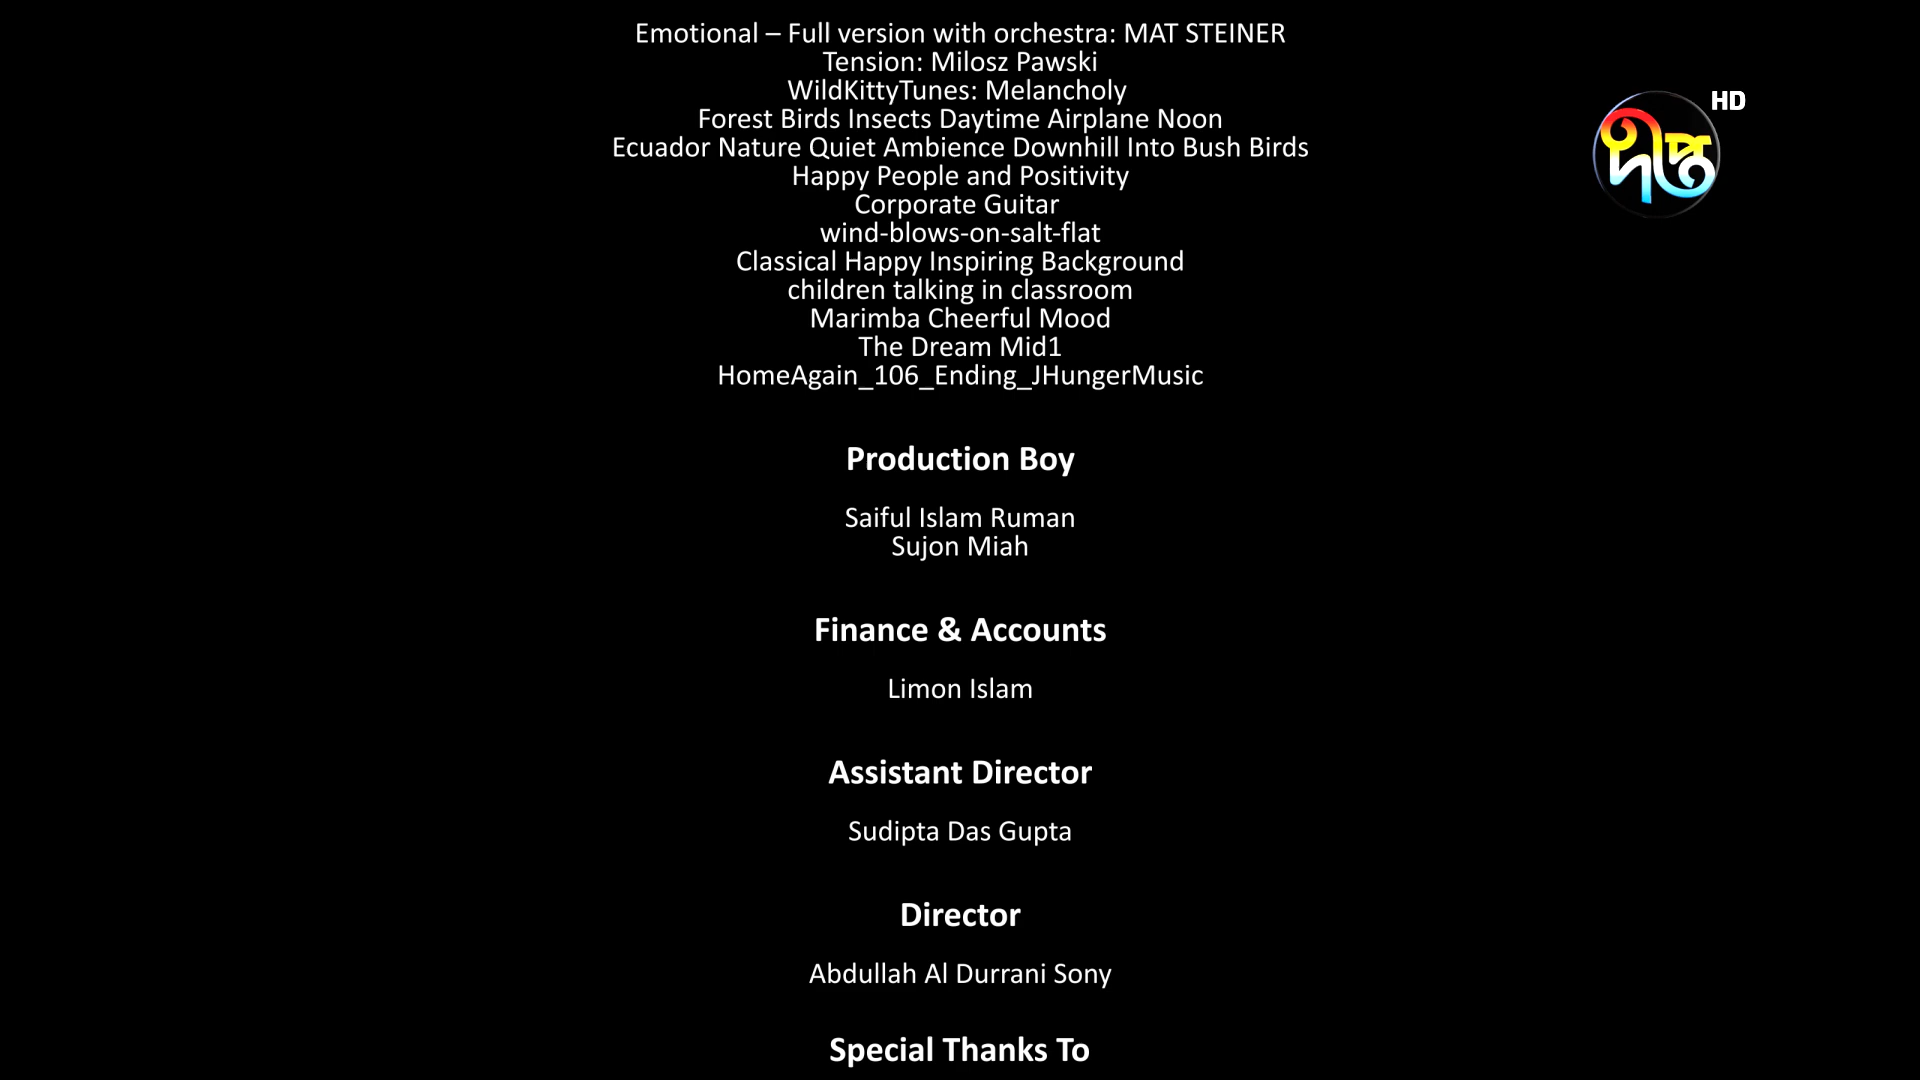 Emotional – Full version with orchestra: MAT STEINER
Tension: Milosz Pawski
WildKittyTunes: Melancholy
Forest Birds Insects Daytime Airplane Noon
Ecuador Nature Quiet Ambience Downhill Into Bush Birds
Happy People and Positivity
Corporate Guitar
wind-blows-on-salt-flat
Classical Happy Inspiring Background
children talking in classroom
Marimba Cheerful Mood
The Dream Mid1
HomeAgain_106_Ending_JHungerMusic
Production Boy
Saiful Islam Ruman
Sujon Miah
Finance & Accounts
Limon Islam
Assistant Director
Sudipta Das Gupta
Director
Abdullah Al Durrani Sony
Special Thanks To
দীপ্ত
HD